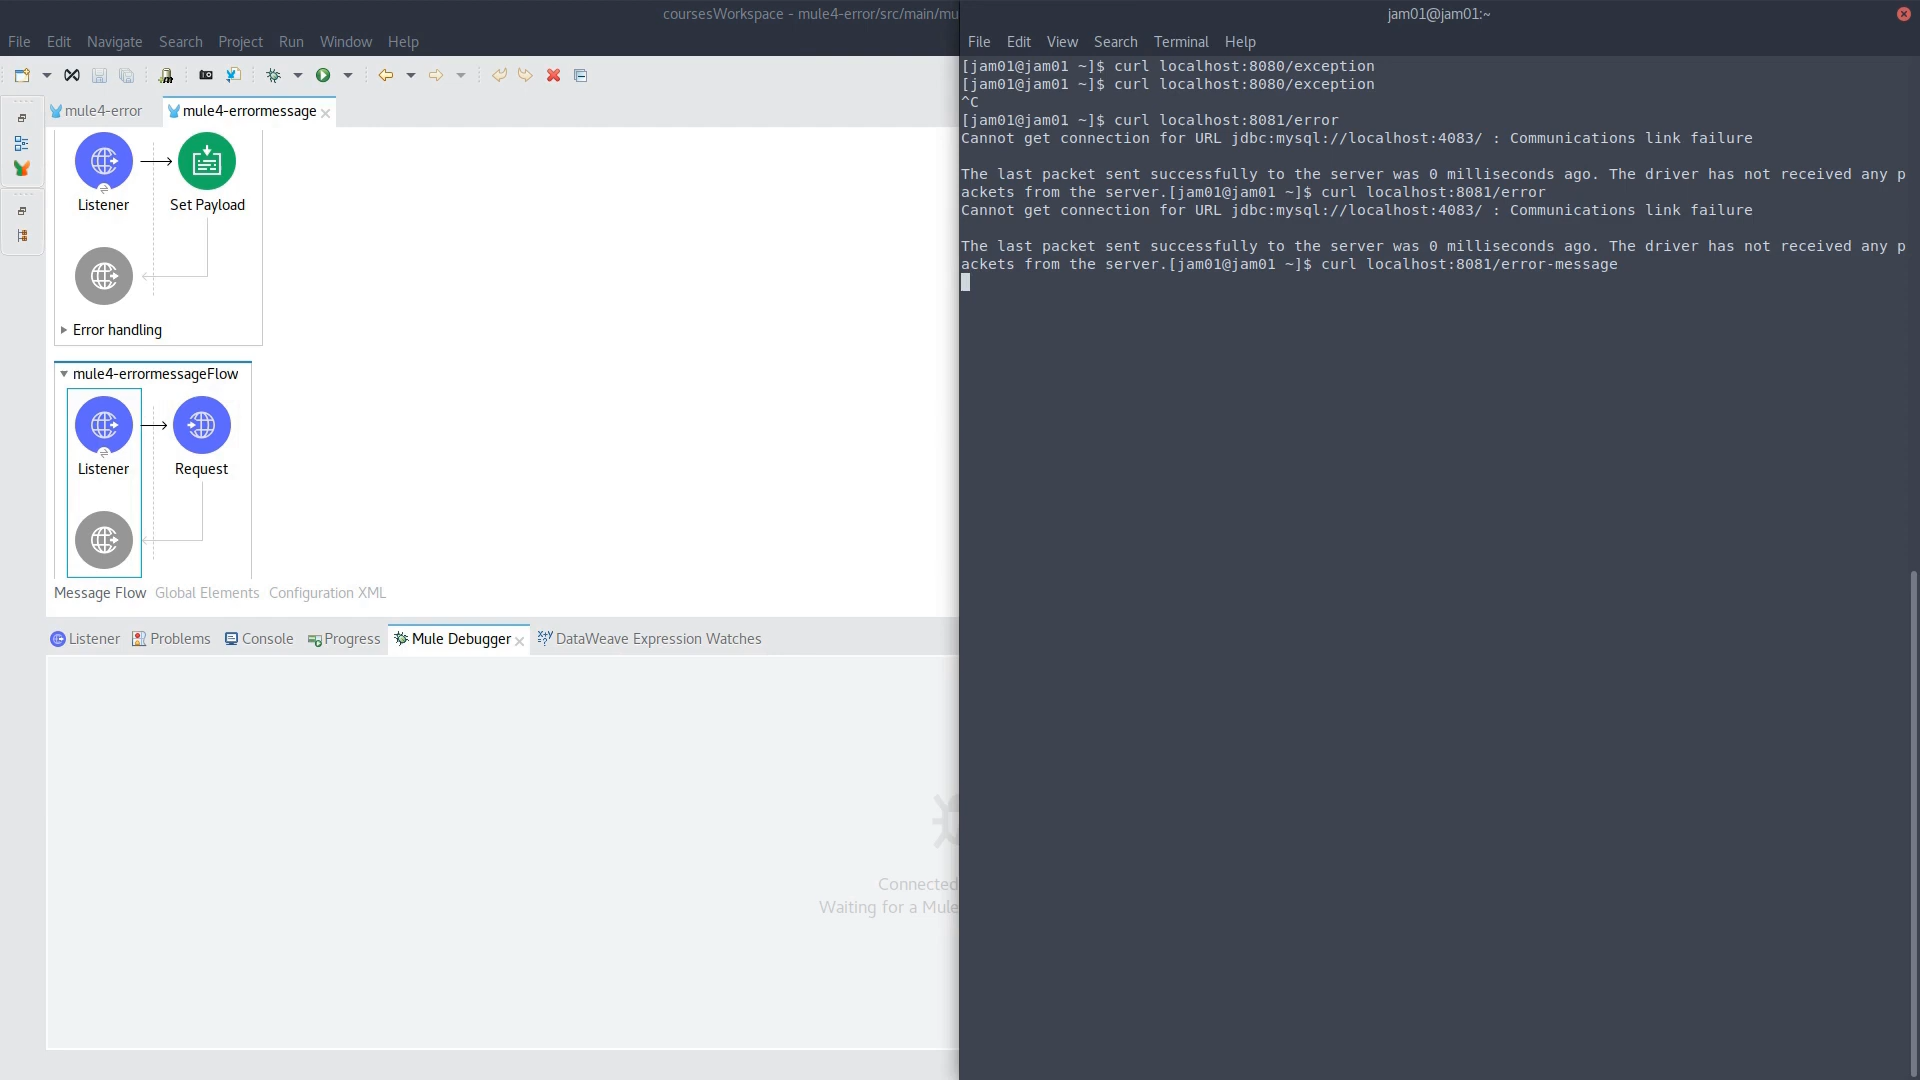 coursesWorkspace - mule4-error/src/main/mu
File Edit Navigate Search Project Run Window Help
mule4-error
mule4-errormessage
Listener
Set Payload
Error handling
mule4-errormessageFlow
Listener
Request
Message Flow Global Elements Configuration XML
Listener Problems Console Progress Mule Debugger DataWeave Expression Watches
Connected
Waiting for a Mule
jam01@jam01:~
File Edit View Search Terminal Help
[jam01@jam01 ~]$ curl localhost:8080/exception
[jam01@jam01 ~]$ curl localhost:8080/exception
^C
[jam01@jam01 ~]$ curl localhost:8081/error
Cannot get connection for URL jdbc:mysql://localhost:4083/ : Communications link failure
The last packet sent successfully to the server was 0 milliseconds ago. The driver has not received any p
ackets from the server.[jam01@jam01 ~]$ curl localhost:8081/error
Cannot get connection for URL jdbc:mysql://localhost:4083/ : Communications link failure
The last packet sent successfully to the server was 0 milliseconds ago. The driver has not received any p
ackets from the server.[jam01@jam01 ~]$ curl localhost:8081/error-message